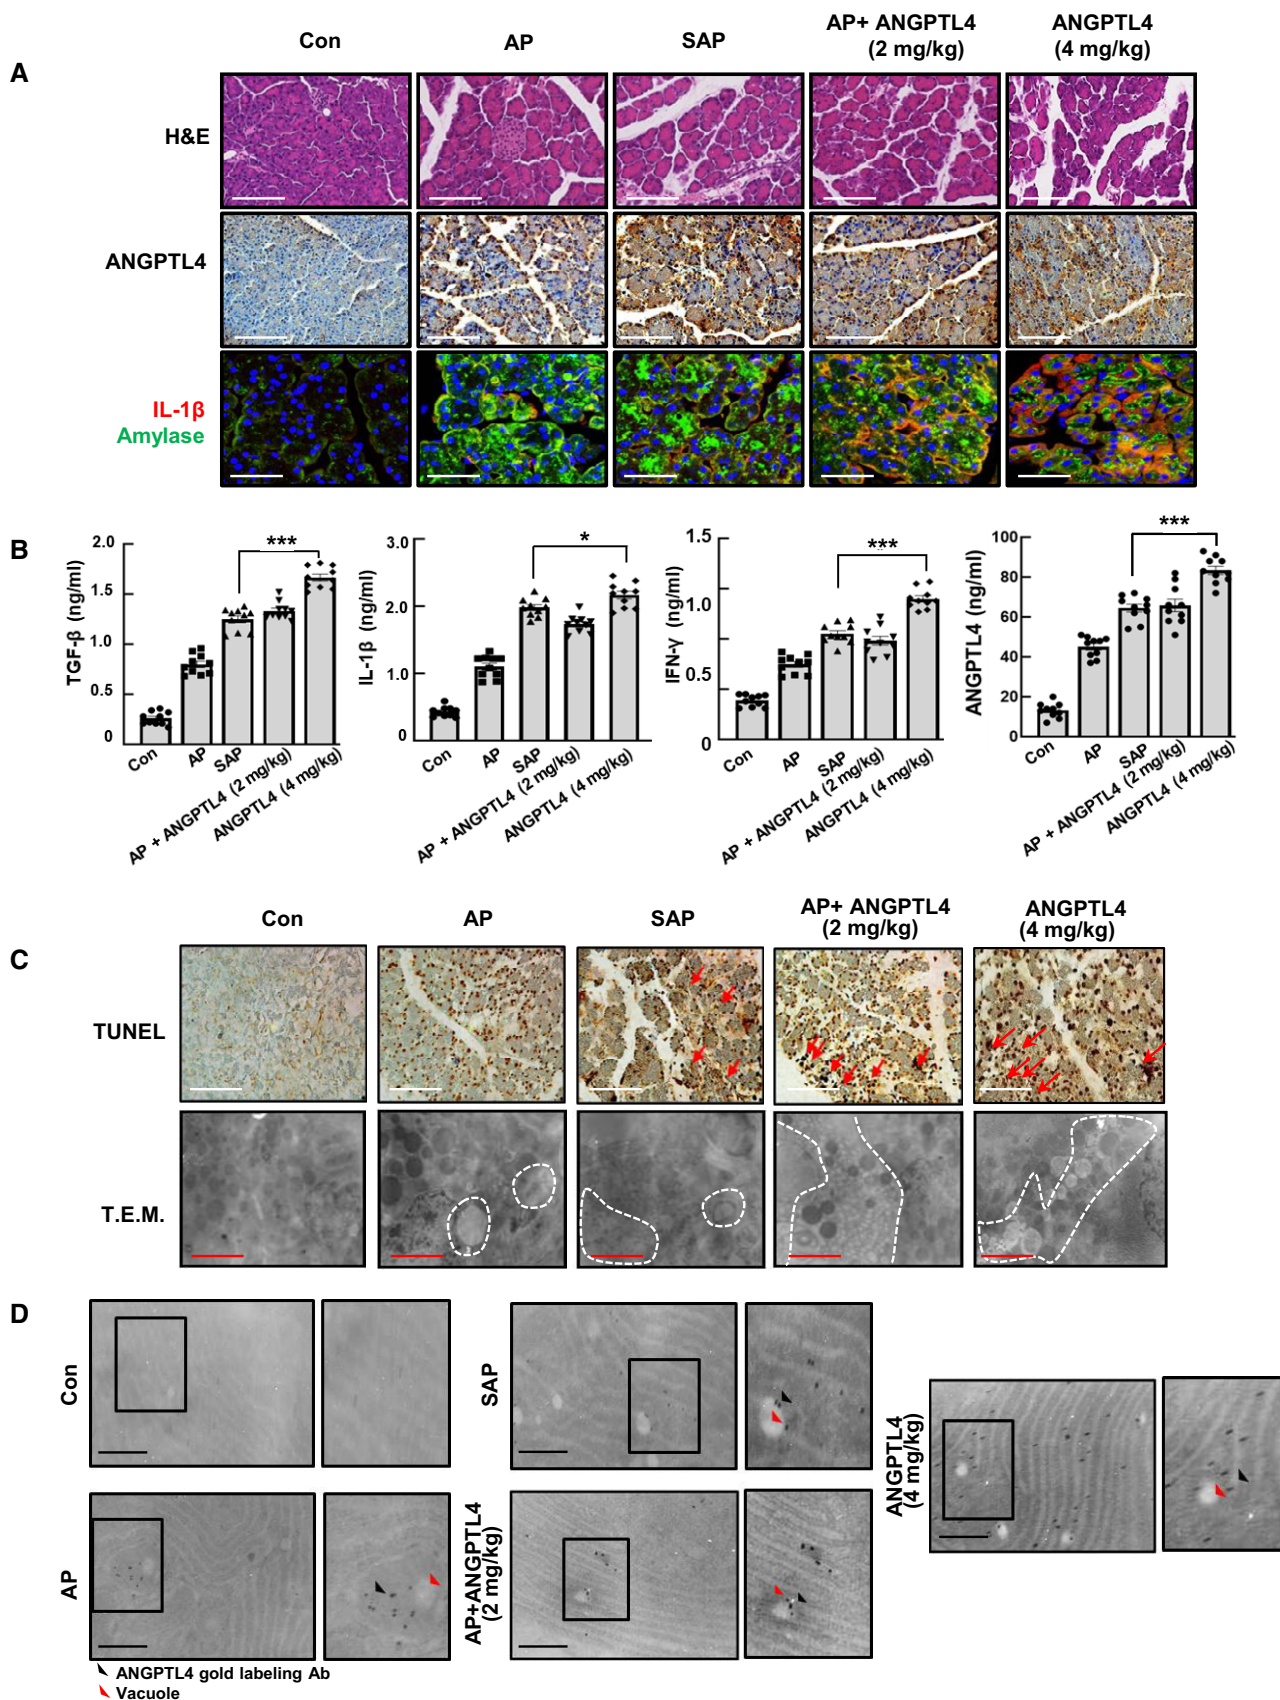 Con
AP
SAP
AP+ ANGPTL4
(2 mg/kg)
ANGPTL4
(4 mg/kg)
A
H&E
ANGPTL4
IL-1β
Amylase
B
TGF-β (ng/ml)
2.0
1.5
1.0
0.5
0
***
Con
AP
SAP
AP + ANGPTL4 (2 mg/kg)
ANGPTL4 (4 mg/kg)
IL-1β (ng/ml)
3.0
2.0
1.0
0
*
Con
AP
SAP
AP + ANGPTL4 (2 mg/kg)
ANGPTL4 (4 mg/kg)
IFN-γ (ng/ml)
1.5
1.0
0.5
0
***
Con
AP
SAP
AP + ANGPTL4 (2 mg/kg)
ANGPTL4 (4 mg/kg)
ANGPTL4 (ng/ml)
100
80
60
40
20
0
***
Con
AP
SAP
AP + ANGPTL4 (2 mg/kg)
ANGPTL4 (4 mg/kg)
Con
AP
SAP
AP+ ANGPTL4
(2 mg/kg)
ANGPTL4
(4 mg/kg)
C
TUNEL
T.E.M.
D
Con
SAP
ANGPTL4
(4 mg/kg)
AP
AP+ANGPTL4
(2 mg/kg)
ANGPTL4 gold labeling Ab
Vacuole